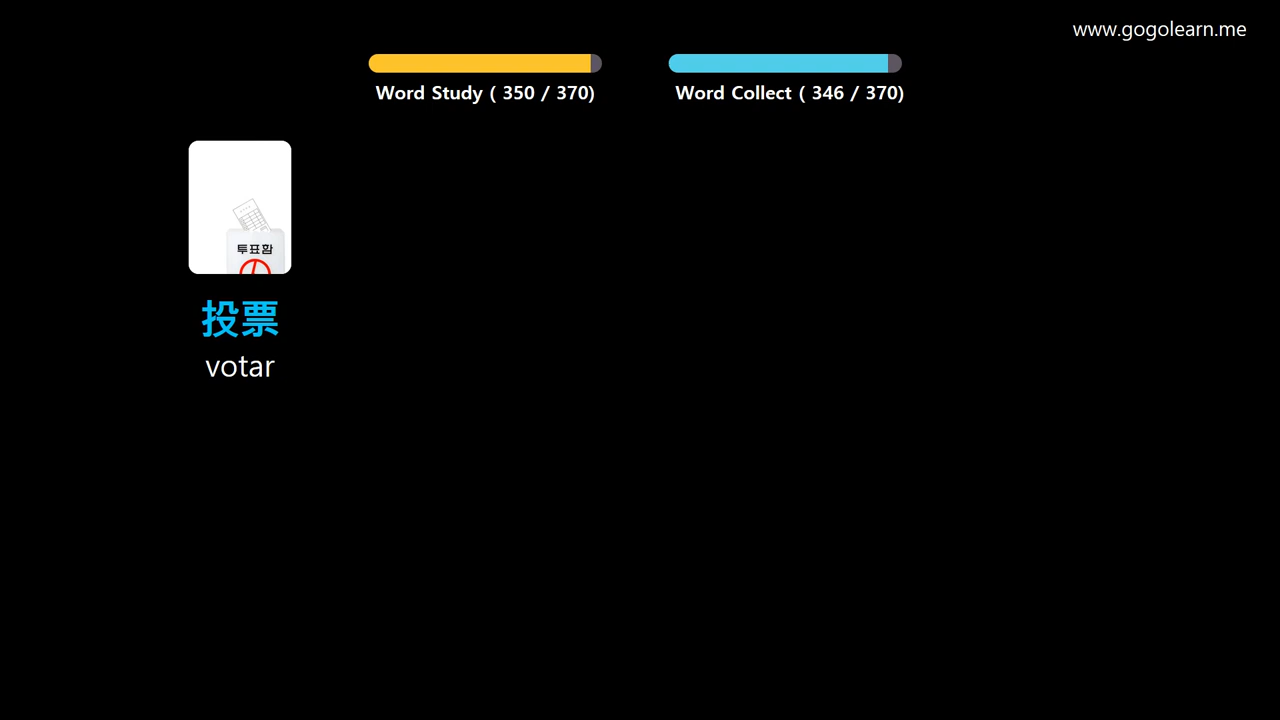 www.gogolearn.me
Word Study ( 350 / 370)
Word Collect ( 346 / 370)
투표함
投票
votar